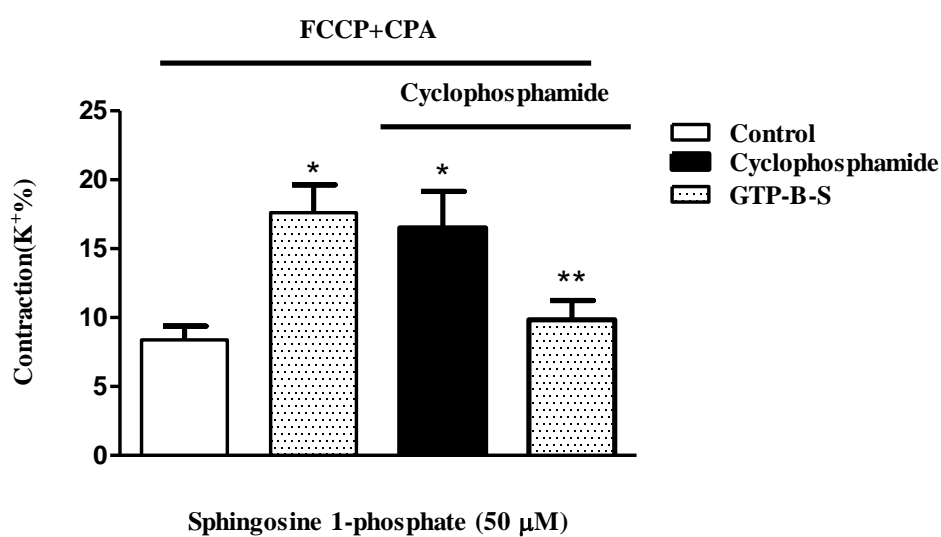 FCCP+CPA
Cyclophosphamide
25
20
15
10
5
0
*
*
**
Contraction(K+%)
Control
Cyclophosphamide
GTP-B-S
Sphingosine 1-phosphate (50 μM)